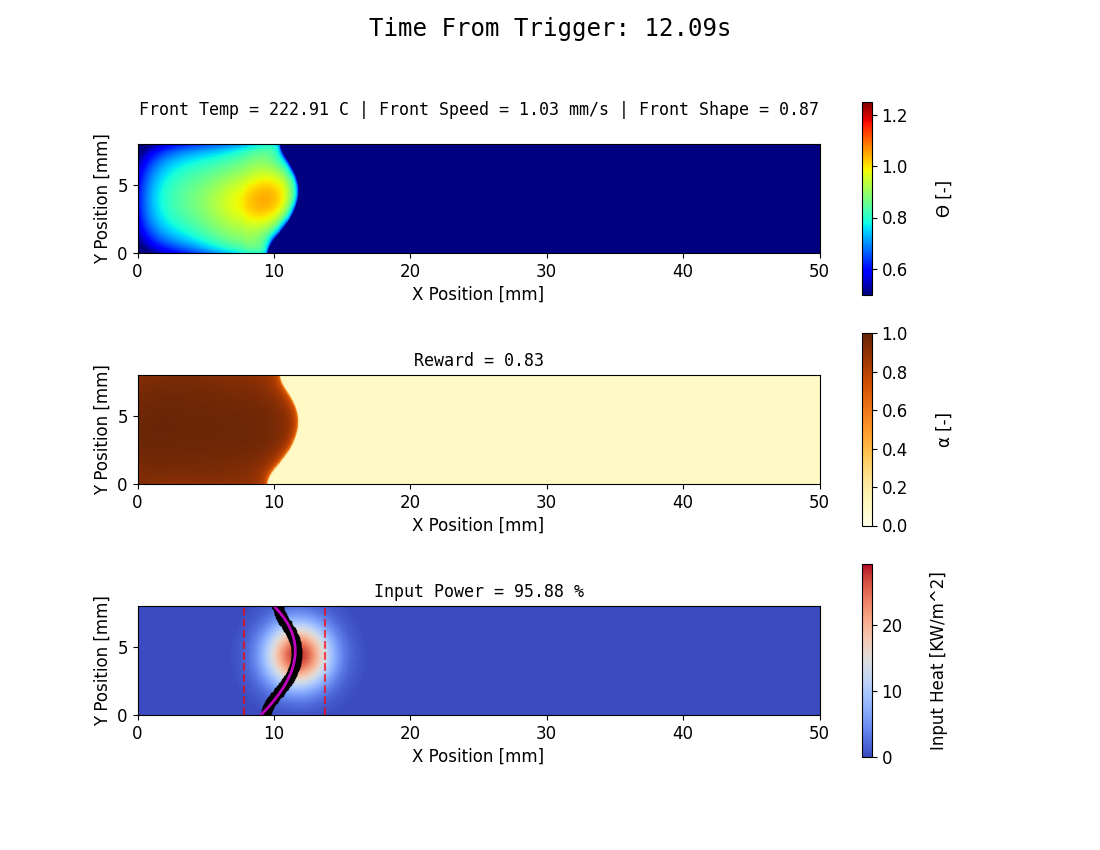 Time From Trigger: 12.09s
Front Temp = 222.91 C | Front Speed = 1.03 mm/s | Front Shape = 0.87
Y Position [mm]
5
0
0 10 20 30 40 50
X Position [mm]
1.2
1.0
0.8
0.6
Θ [-]
Reward = 0.83
Y Position [mm]
5
0
0 10 20 30 40 50
X Position [mm]
1.0
0.8
0.6
0.4
0.2
0.0
α [-]
Input Power = 95.88 %
Y Position [mm]
5
0
0 10 20 30 40 50
X Position [mm]
20
10
0
Input Heat [KW/m^2]